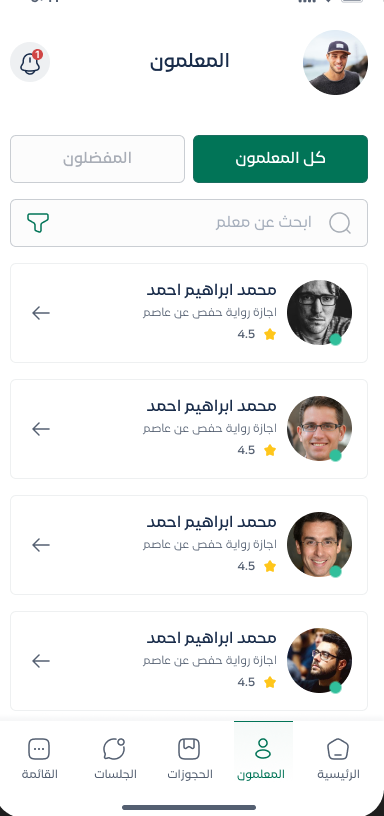 المعلمون
1
كل المعلمون
المفضلون
ابحث عن معلم
محمد ابراهيم احمد
اجازة رواية حفص عن عاصم
4.5
محمد ابراهيم احمد
اجازة رواية حفص عن عاصم
4.5
محمد ابراهيم احمد
اجازة رواية حفص عن عاصم
4.5
محمد ابراهيم احمد
اجازة رواية حفص عن عاصم
4.5
الرئيسية
المعلمون
الحجوزات
الجلسات
القائمة